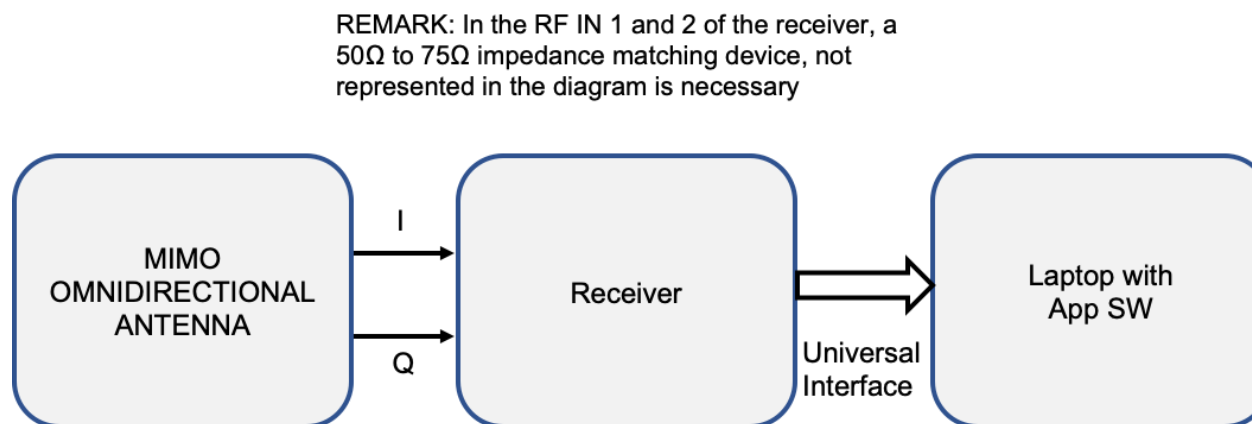 REMARK: In the RF IN 1 and 2 of the receiver, a
50Ω to 75Ω impedance matching device, not
represented in the diagram is necessary
MIMO
OMNIDIRECTIONAL
ANTENNA
I
Q
Receiver
Universal
Interface
Laptop with
App SW